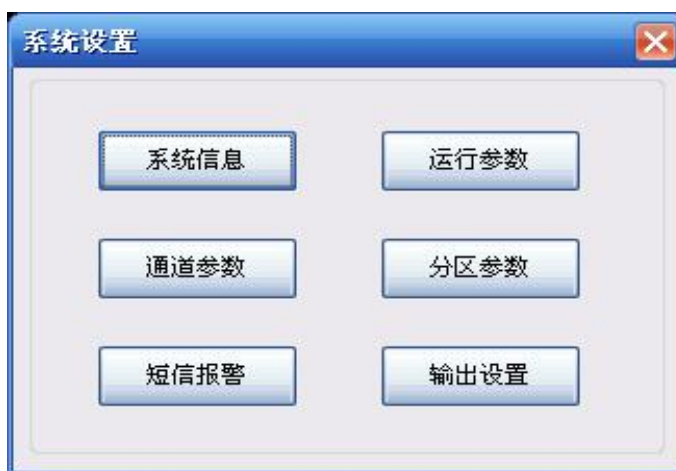 系统设置
系统信息 运行参数
通道参数 分区参数
短信报警 输出设置